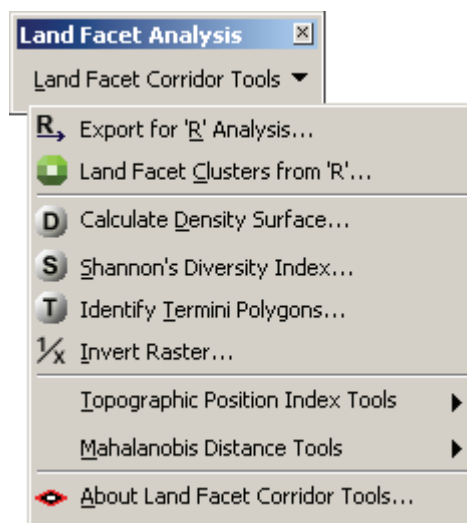 Land Facet Analysis
Land Facet Corridor Tools
R Export for 'R' Analysis...
Land Facet Clusters from 'R'...
D Calculate Density Surface...
S Shannon's Diversity Index...
T Identify Termini Polygons...
1/x Invert Raster...
Topographic Position Index Tools
Mahalanobis Distance Tools
About Land Facet Corridor Tools...